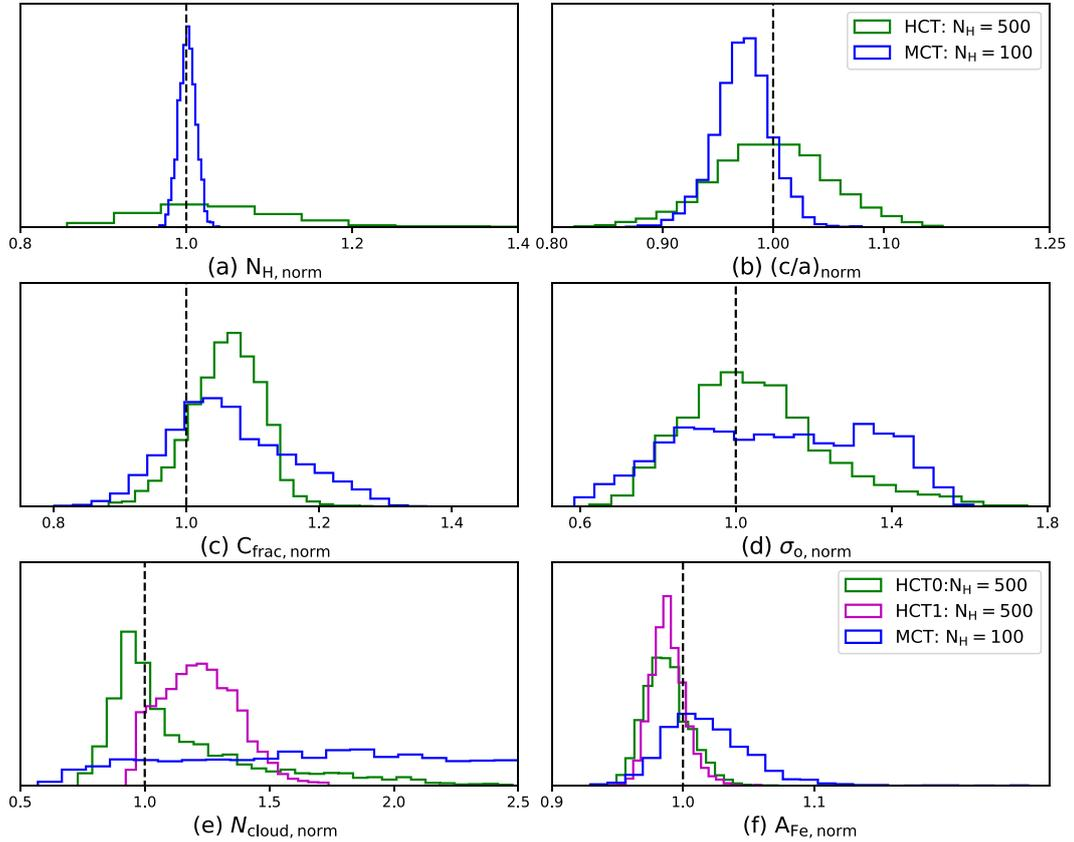 HCT: N_H = 500
MCT: N_H = 100
0.8 1.0 1.2 1.4
0.80 0.90 1.00 1.10 1.25
(a) N_H, norm
(b) (c/a)_norm
0.8 1.0 1.2 1.4
0.6 1.0 1.4 1.8
(c) C_frac, norm
(d) σ_o, norm
HCT0:N_H = 500
HCT1: N_H = 500
MCT: N_H = 100
0.5 1.0 1.5 2.0 2.5
0.9 1.0 1.1
(e) N_cloud, norm
(f) A_Fe, norm